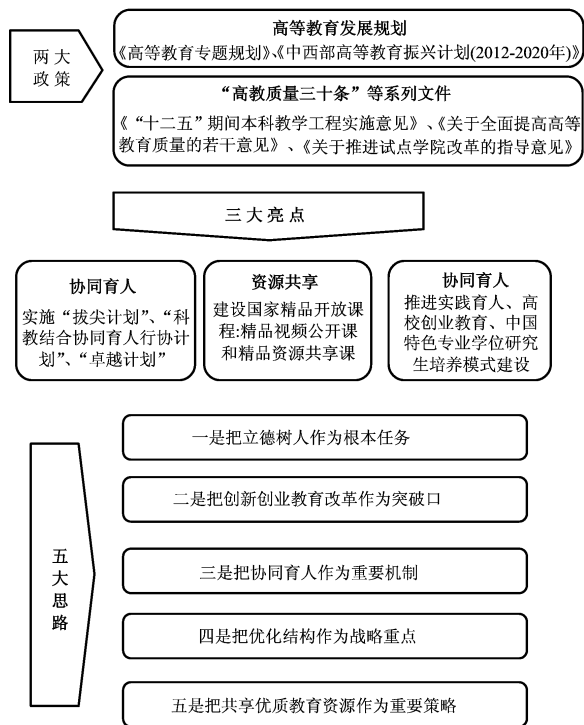 两大
政策
高等教育发展规划
《高等教育专题规划》、《中西部高等教育振兴计划(2012-2020年)》
“高教质量三十条”等系列文件
《“十二五”期间本科教学工程实施意见》、《关于全面提高高等
教育质量的若干意见》、《关于推进试点学院改革的指导意见》
三大亮点
协同育人
实施“拔尖计划”、“科
教结合协同育人行协计
划”、“卓越计划”
资源共享
建设国家精品开放课
程:精品视频公开课
和精品资源共享课
协同育人
推进实践育人、高
校创业教育、中国
特色专业学位研究
生培养模式建设
五大思路
一是把立德树人作为根本任务
二是把创新创业教育改革作为突破口
三是把协同育人作为重要机制
四是把优化结构作为战略重点
五是把共享优质教育资源作为重要策略